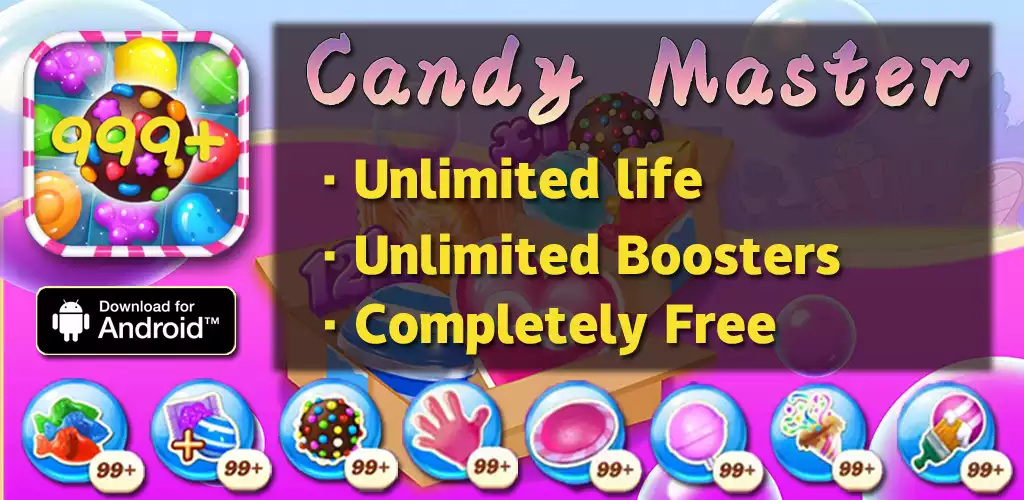 Candy Master
999+
· Unlimited life
· Unlimited Boosters
· Completely Free
Download for
Android™
99+ 99+ 99+ 99+ 99+ 99+ 99+ 99+